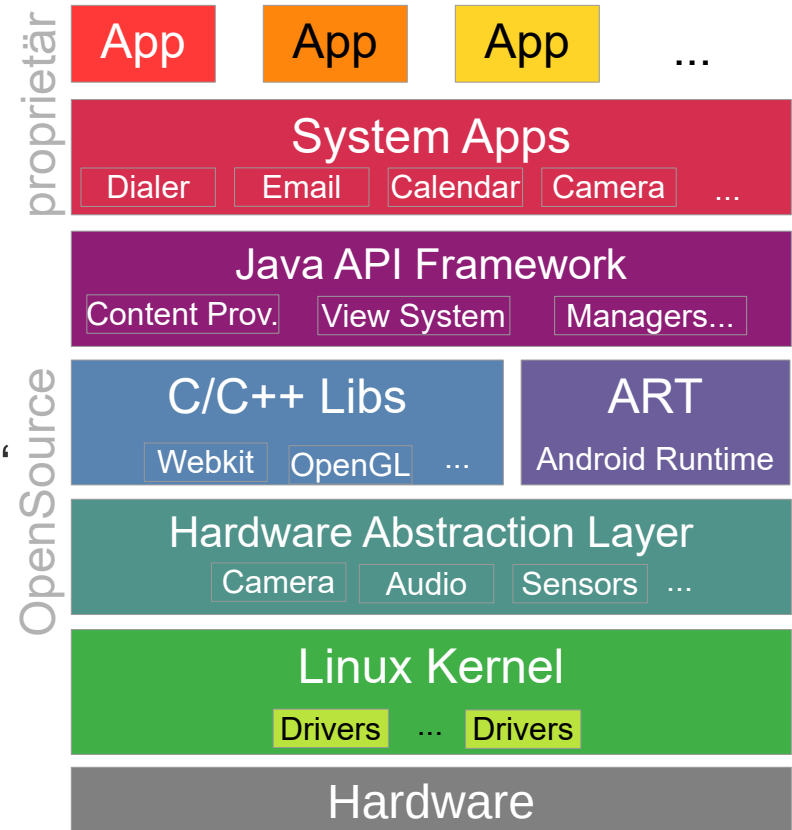 proprietär
App App App ...
System Apps
Dialer Email Calendar Camera ...
Java API Framework
Content Prov. View System Managers...
OpenSource
“
C/C++ Libs
Webkit OpenGL ...
ART
Android Runtime
Hardware Abstraction Layer
Camera Audio Sensors ...
Linux Kernel
Drivers ... Drivers
Hardware